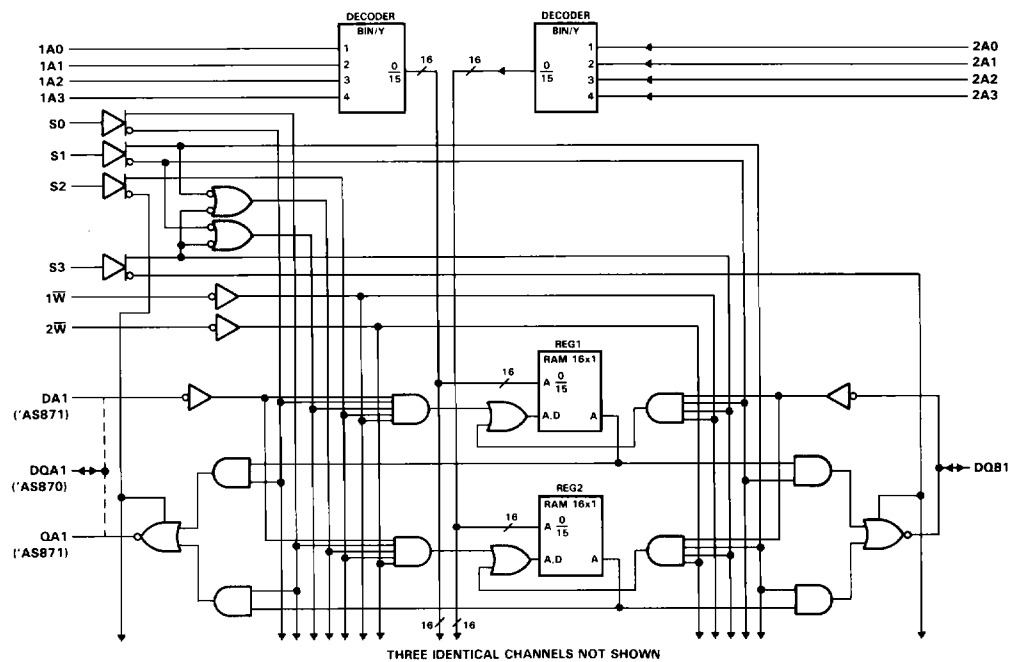 DECODER
BIN/Y
DECODER
BIN/Y
1A0
1
16
16
1
2A0
1A1
2
0
15
0
15
2
2A1
1A2
3
3
2A2
1A3
4
4
2A3
S0
S1
S2
S3
1W̅
2W̅
REG1
RAM 16x1
16
A 0
15
DA1
('AS871)
A,D
A
DQA1
('AS870)
DQB1
REG2
RAM 16x1
16
A 0
15
QA1
('AS871)
A,D
A
16
16
THREE IDENTICAL CHANNELS NOT SHOWN